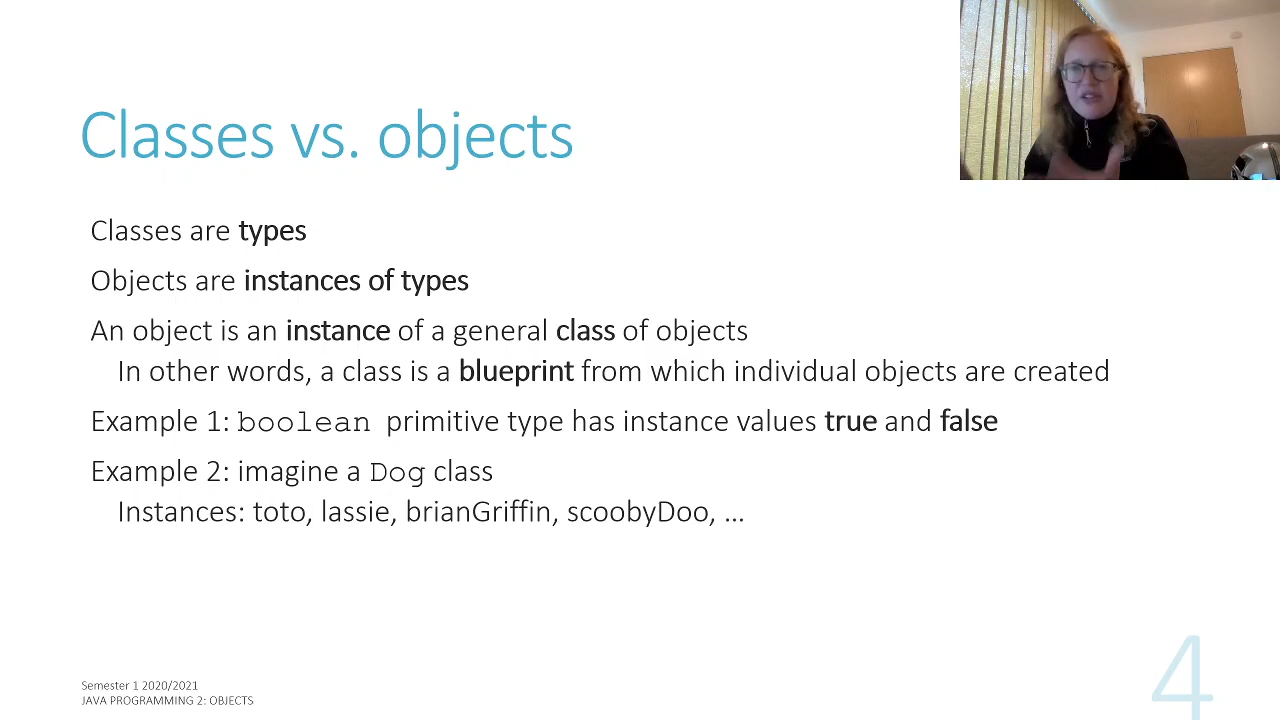 Classes vs. objects
Classes are types
Objects are instances of types
An object is an instance of a general class of objects
In other words, a class is a blueprint from which individual objects are created
Example 1: boolean primitive type has instance values true and false
Example 2: imagine a Dog class
Instances: toto, lassie, brianGriffin, scoobyDoo, …
Semester 1 2020/2021
JAVA PROGRAMMING 2: OBJECTS
4